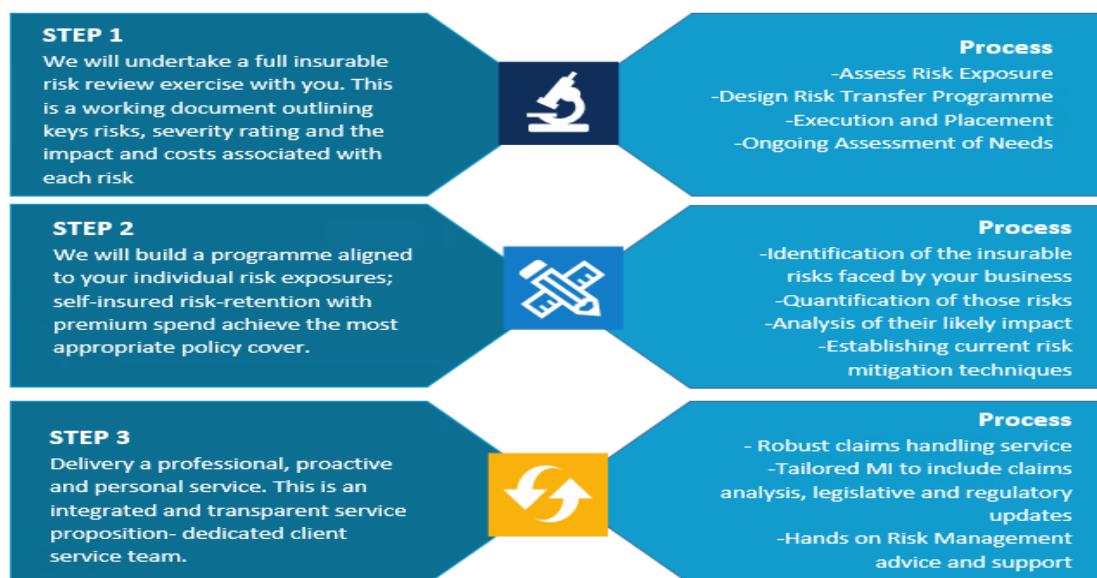 STEP 1
We will undertake a full insurable
risk review exercise with you. This
is a working document outlining
keys risks, severity rating and the
impact and costs associated with
each risk
Process
-Assess Risk Exposure
-Design Risk Transfer Programme
-Execution and Placement
-Ongoing Assessment of Needs
STEP 2
We will build a programme aligned
to your individual risk exposures;
self-insured risk-retention with
premium spend achieve the most
appropriate policy cover.
Process
-Identification of the insurable
risks faced by your business
-Quantification of those risks
-Analysis of their likely impact
-Establishing current risk
mitigation techniques
STEP 3
Delivery a professional, proactive
and personal service. This is an
integrated and transparent service
proposition- dedicated client
service team.
Process
- Robust claims handling service
-Tailored MI to include claims
analysis, legislative and regulatory
updates
-Hands on Risk Management
advice and support